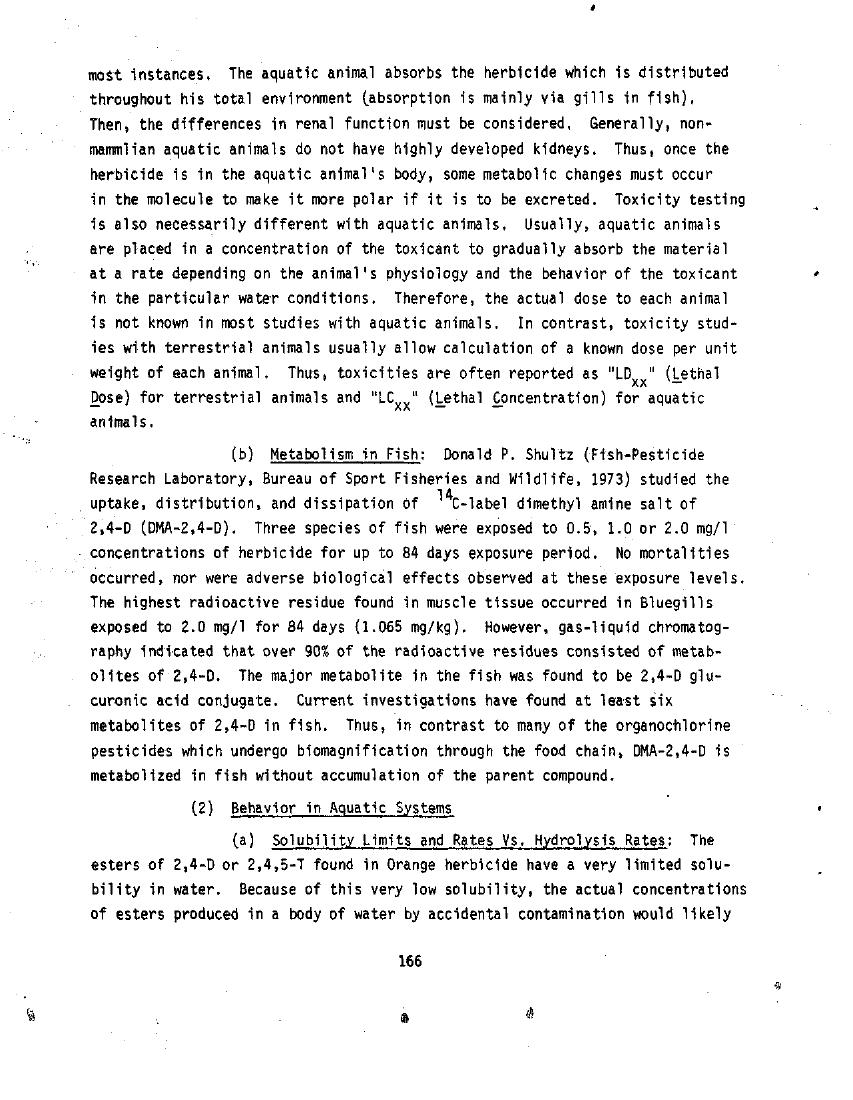 most instances. The aquatic animal absorbs the herbicide which is distributed
throughout his total environment (absorption is mainly via gills in fish).
Then, the differences in renal function must be considered. Generally, non-
mammlian aquatic animals do not have highly developed kidneys. Thus, once the
herbicide is in the aquatic animal's body, some metabolic changes must occur
in the molecule to make it more polar if it is to be excreted. Toxicity testing
is also necessarily different with aquatic animals. Usually, aquatic animals
are placed in a concentration of the toxicant to gradually absorb the material
at a rate depending on the animal's physiology and the behavior of the toxicant
in the particular water conditions. Therefore, the actual dose to each animal
is not known in most studies with aquatic animals. In contrast, toxicity stud-
ies with terrestrial animals usually allow calculation of a known dose per unit
weight of each animal. Thus, toxicities are often reported as "LDxx" (Lethal
Dose) for terrestrial animals and "LCxx" (Lethal Concentration) for aquatic
animals.
(b) Metabolism in Fish: Donald P. Shultz (Fish-Pesticide
Research Laboratory, Bureau of Sport Fisheries and Wildlife, 1973) studied the
uptake, distribution, and dissipation of 14C-label dimethyl amine salt of
2,4-D (DMA-2,4-D). Three species of fish were exposed to 0.5, 1.0 or 2.0 mg/l
concentrations of herbicide for up to 84 days exposure period. No mortalities
occurred, nor were adverse biological effects observed at these exposure levels.
The highest radioactive residue found in muscle tissue occurred in Bluegills
exposed to 2.0 mg/l for 84 days (1.065 mg/kg). However, gas-liquid chromatog-
raphy indicated that over 90% of the radioactive residues consisted of metab-
olites of 2,4-D. The major metabolite in the fish was found to be 2,4-D glu-
curonic acid conjugate. Current investigations have found at least six
metabolites of 2,4-D in fish. Thus, in contrast to many of the organochlorine
pesticides which undergo biomagnification through the food chain, DMA-2,4-D is
metabolized in fish without accumulation of the parent compound.
(2) Behavior in Aquatic Systems
(a) Solubility Limits and Rates Vs. Hydrolysis Rates: The
esters of 2,4-D or 2,4,5-T found in Orange herbicide have a very limited solu-
bility in water. Because of this very low solubility, the actual concentrations
of esters produced in a body of water by accidental contamination would likely
166